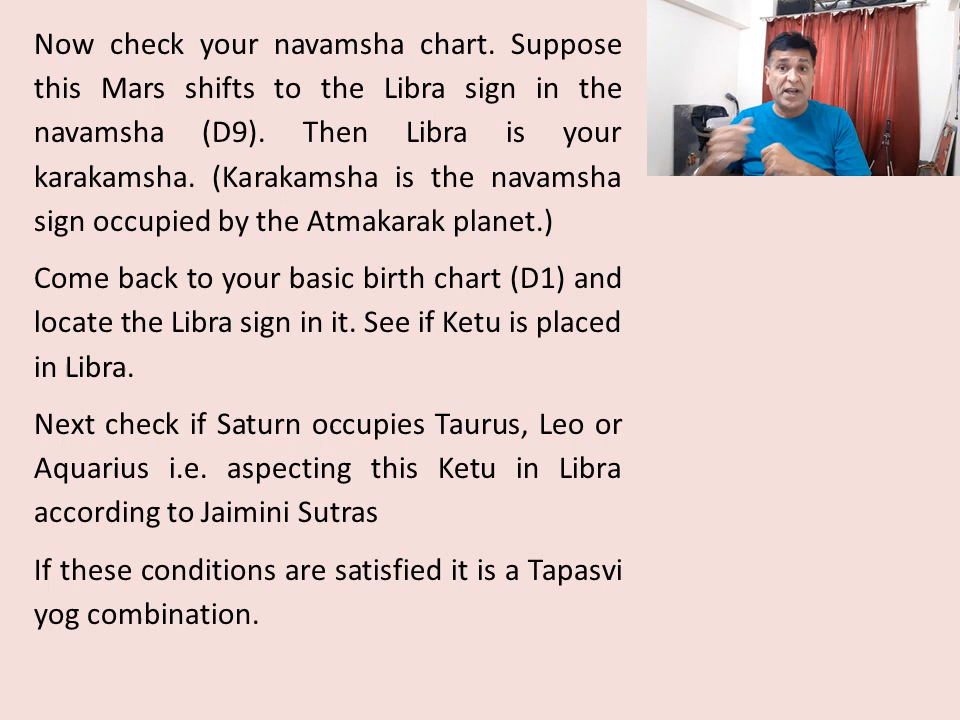 Now check your navamsha chart. Suppose
this Mars shifts to the Libra sign in the
navamsha (D9). Then Libra is your
karakamsha. (Karakamsha is the navamsha
sign occupied by the Atmakarak planet.)
Come back to your basic birth chart (D1) and
locate the Libra sign in it. See if Ketu is placed
in Libra.
Next check if Saturn occupies Taurus, Leo or
Aquarius i.e. aspecting this Ketu in Libra
according to Jaimini Sutras
If these conditions are satisfied it is a Tapasvi
yog combination.